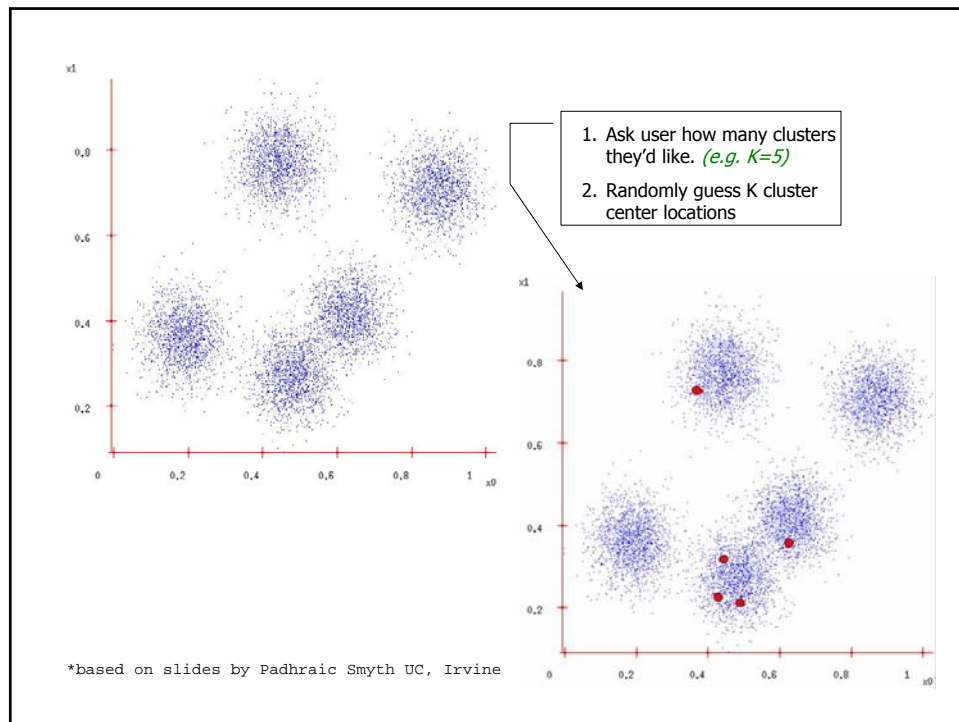 x1
0.8
0.6
0.4
0.2
0 0.2 0.4 0.6 0.8 1 x0
1. Ask user how many clusters
they'd like. (e.g. K=5)
2. Randomly guess K cluster
center locations
x1
0.8
0.6
0.4
0.2
0 0.2 0.4 0.6 0.8 1 x0
*based on slides by Padhraic Smyth UC, Irvine